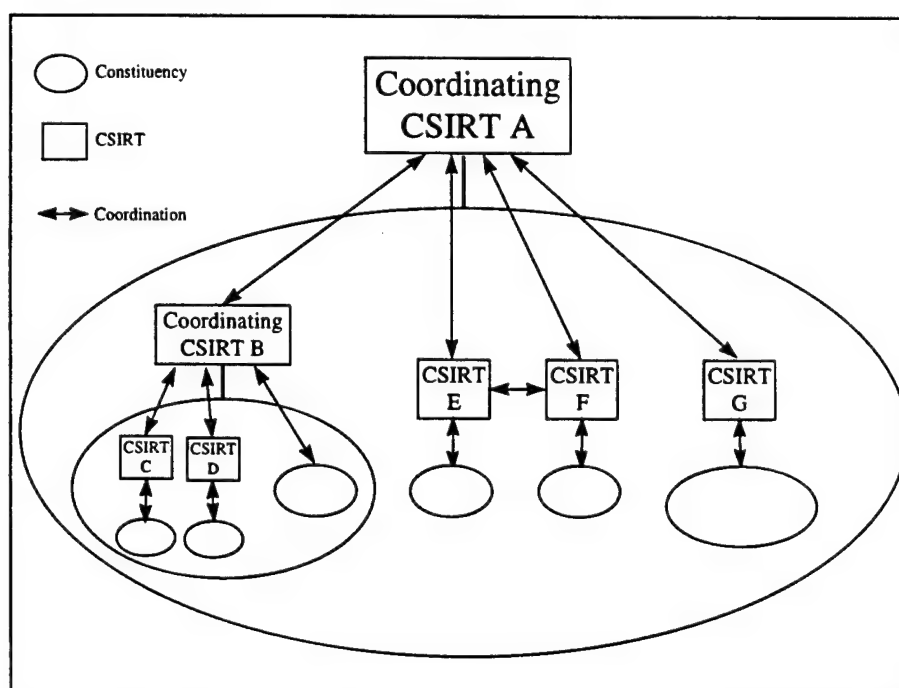 Constituency
CSIRT
Coordination
Coordinating
CSIRT A
Coordinating
CSIRT B
CSIRT
C
CSIRT
D
CSIRT
E
CSIRT
F
CSIRT
G